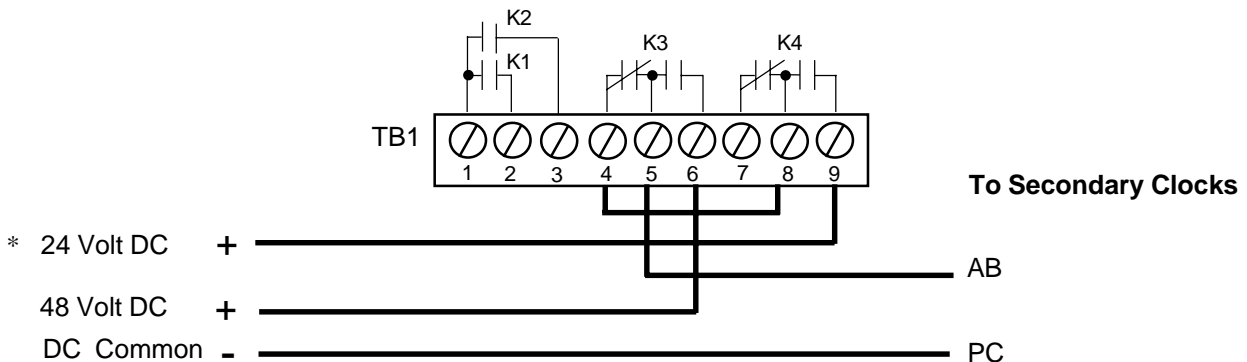 K2
K1
K3
K4
TB1
1 2 3 4 5 6 7 8 9
To Secondary Clocks
* 24 Volt DC +
AB
48 Volt DC +
DC Common -
PC